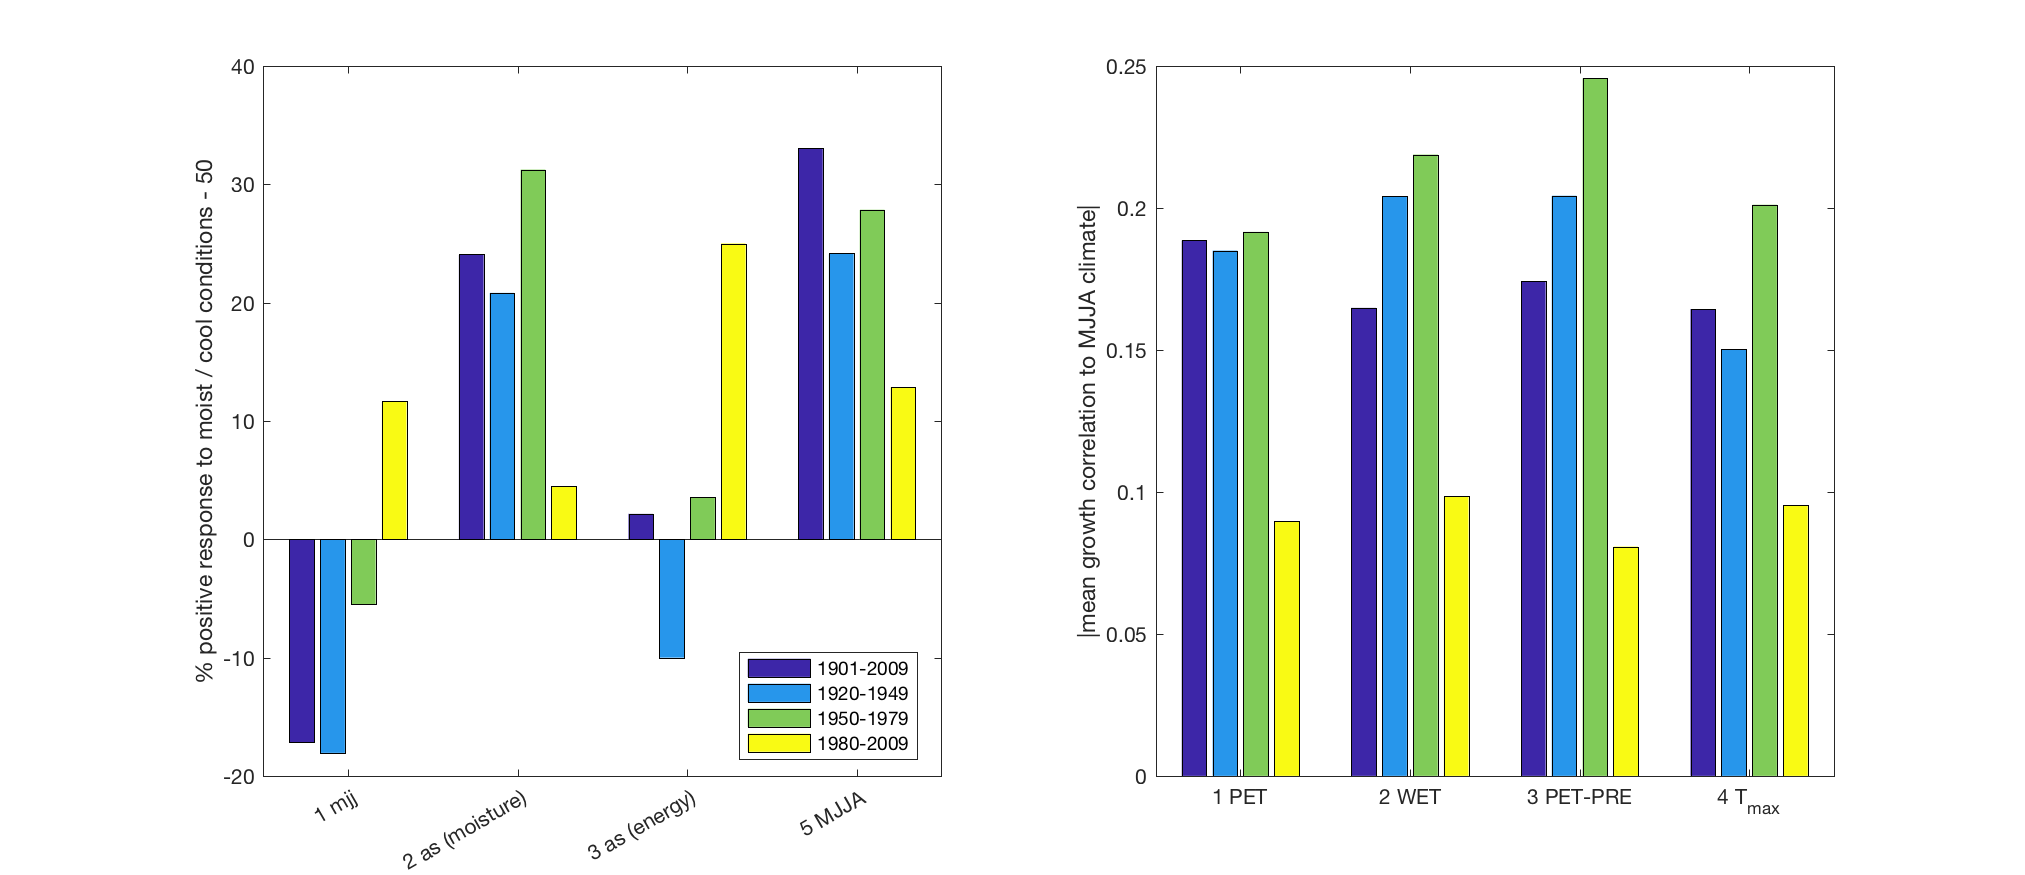 % positive response to moist / cool conditions - 50
40
30
20
10
0
-10
-20
1 mjj
2 as (moisture)
3 as (energy)
5 MJJA
1901-2009
1920-1949
1950-1979
1980-2009
|mean growth correlation to MJJA climate|
0.25
0.2
0.15
0.1
0.05
0
1 PET
2 WET
3 PET-PRE
4 Tmax